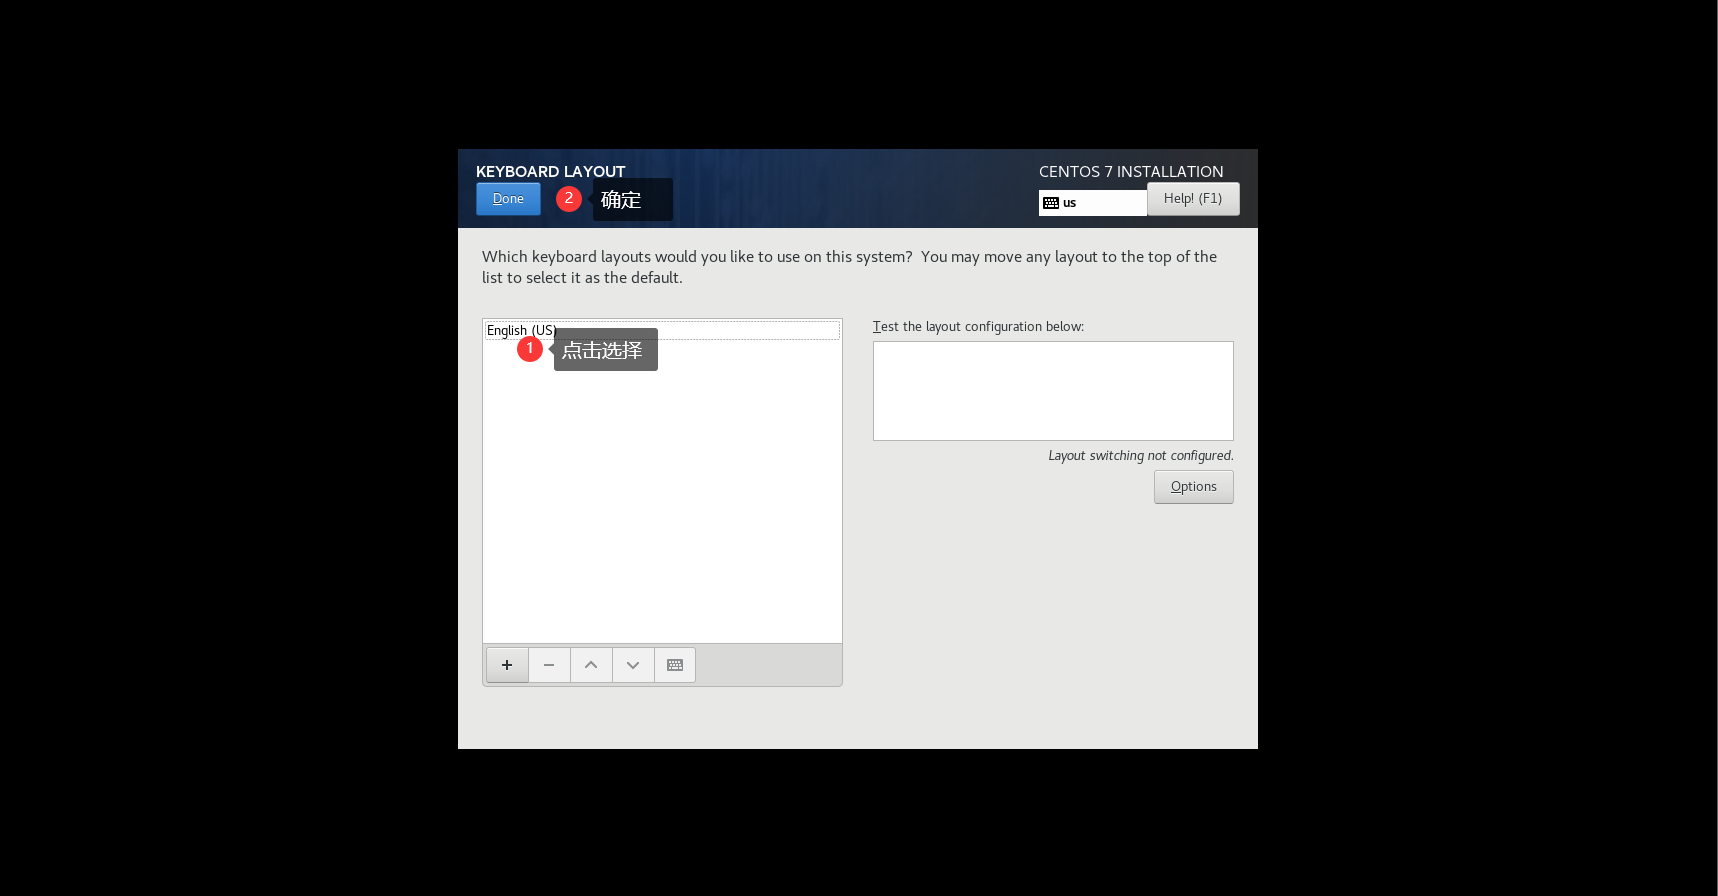 KEYBOARD LAYOUT
CENTOS 7 INSTALLATION
Done
2
确定
us
Help! (F1)
Which keyboard layouts would you like to use on this system?  You may move any layout to the top of the
list to select it as the default.
English (US)
1
点击选择
Test the layout configuration below:
Layout switching not configured.
Options